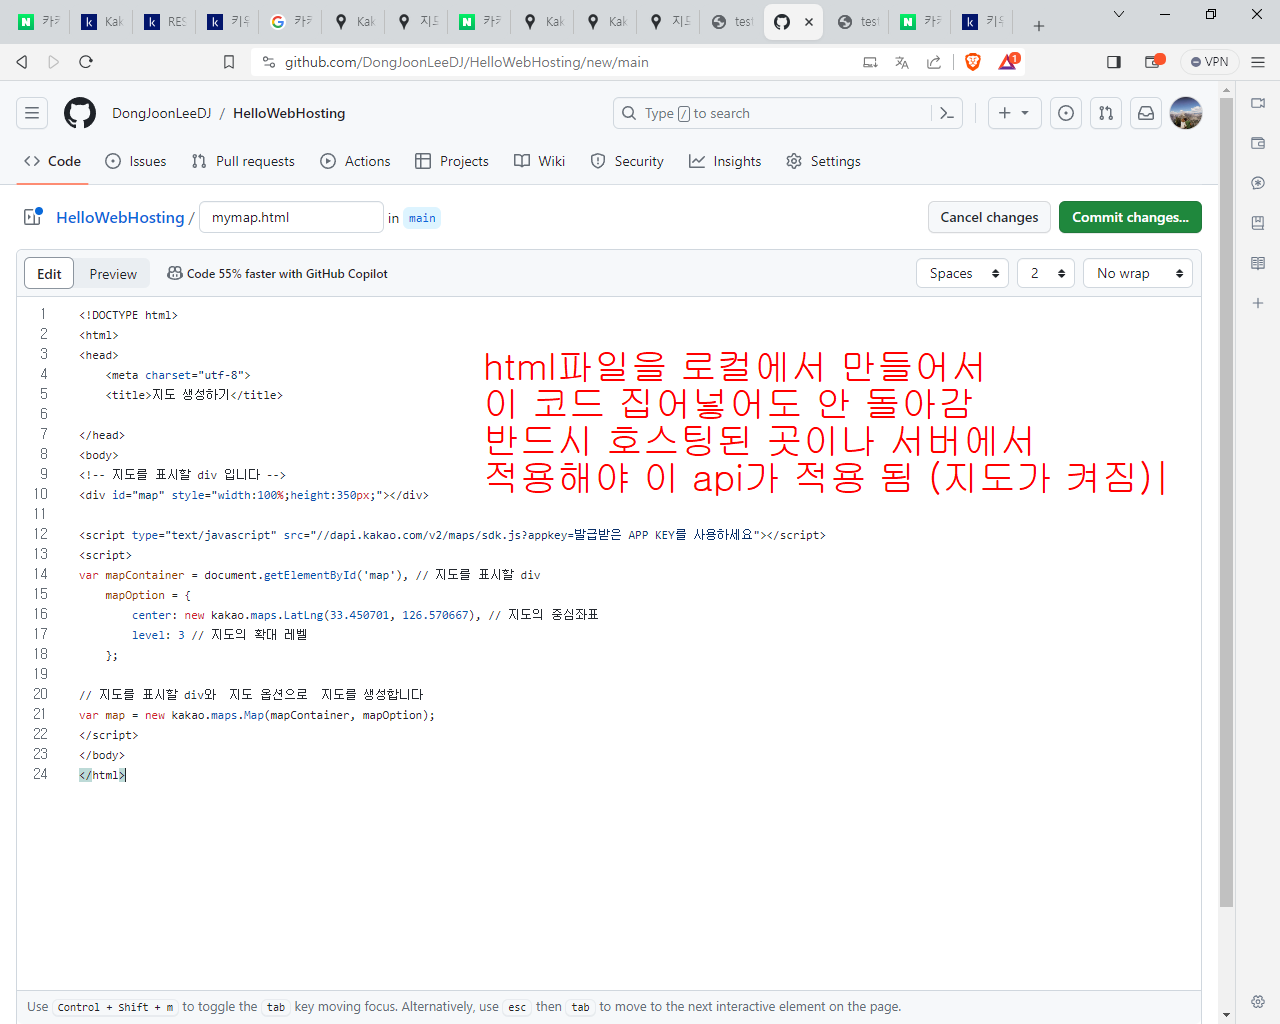 카카
Kak
RES
키우
카카
Kak
지도
카카
Kak
Kak
지도
test
test
카카
키우
github.com/DongJoonLeeDJ/HelloWebHosting/new/main
1
VPN
DongJoonLeeDJ / HelloWebHosting
Type / to search
Code
Issues
Pull requests
Actions
Projects
Wiki
Security
Insights
Settings
HelloWebHosting / mymap.html in main
Cancel changes
Commit changes...
Edit
Preview
Code 55% faster with GitHub Copilot
Spaces
2
No wrap
1 <!DOCTYPE html>
2 <html>
3 <head>
4 <meta charset="utf-8">
5 <title>지도 생성하기</title>
6
7 </head>
8 <body>
9 <!-- 지도를 표시할 div 입니다 -->
10 <div id="map" style="width:100%;height:350px;"></div>
11
12 <script type="text/javascript" src="//dapi.kakao.com/v2/maps/sdk.js?appkey=발급받은 APP KEY를 사용하세요"></script>
13 <script>
14 var mapContainer = document.getElementById('map'), // 지도를 표시할 div
15 mapOption = {
16 center: new kakao.maps.LatLng(33.450701, 126.570667), // 지도의 중심좌표
17 level: 3 // 지도의 확대 레벨
18 };
19
20 // 지도를 표시할 div와  지도 옵션으로  지도를 생성합니다
21 var map = new kakao.maps.Map(mapContainer, mapOption);
22 </script>
23 </body>
24 </html>
html파일을 로컬에서 만들어서
이 코드 집어넣어도 안 돌아감
반드시 호스팅된 곳이나 서버에서
적용해야 이 api가 적용 됨 (지도가 켜짐)
Use Control + Shift + m to toggle the tab key moving focus. Alternatively, use esc then tab to move to the next interactive element on the page.